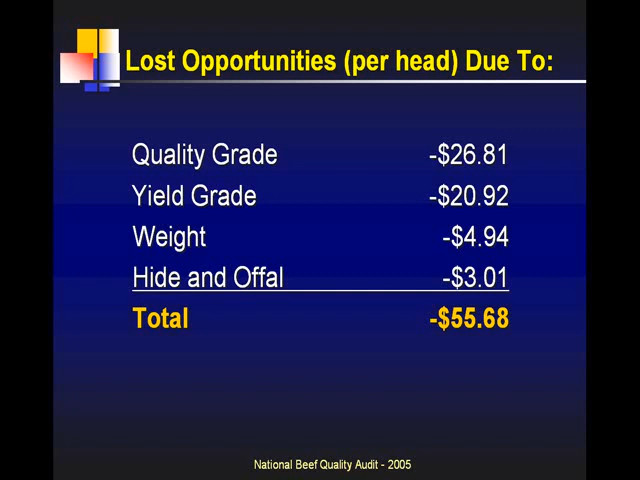 Lost Opportunities (per head) Due To:
Quality Grade -$26.81
Yield Grade -$20.92
Weight -$4.94
Hide and Offal -$3.01
Total -$55.68
National Beef Quality Audit - 2005